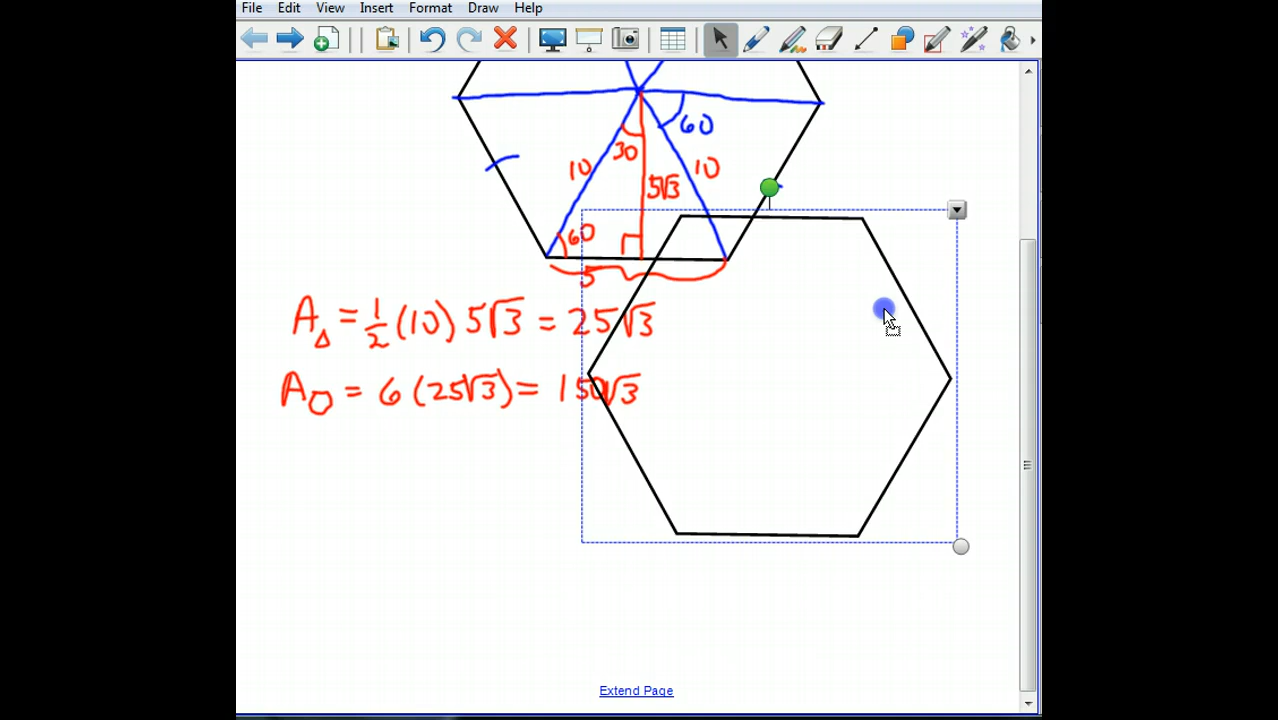 File Edit View Insert Format Draw Help
60
10 30 10
5√3
60
5
A△ = 1/2 (10) 5√3 = 25√3
A⬡ = 6 (25√3) = 150√3
Extend Page